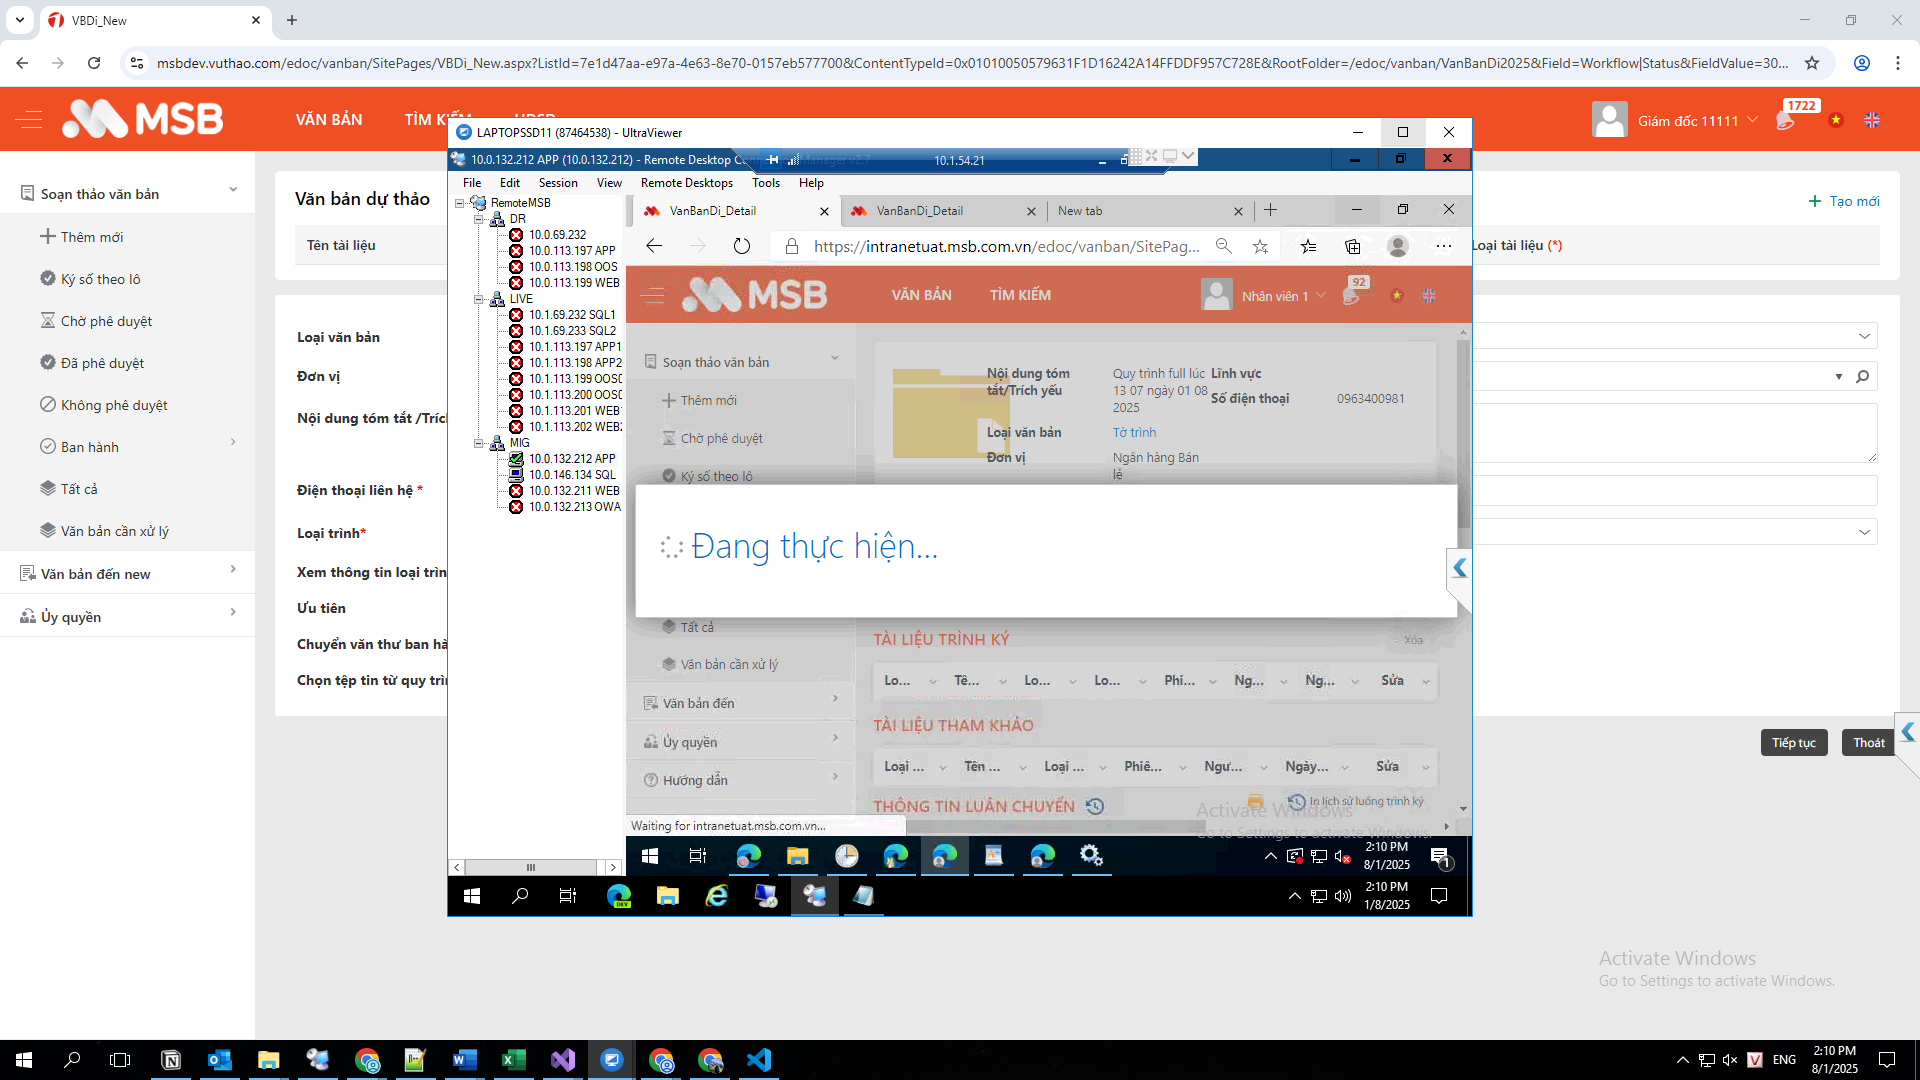 VBDi_New
msbdev.vuthao.com/edoc/vanban/SitePages/VBDi_New.aspx?ListId=7e1d47aa-e97a-4e63-8e70-0157eb577700&ContentTypeId=0x01010050579631F1D16242A14FFDDF957C728E&RootFolder=/edoc/vanban/VanBanDi2025&Field=Workflow|Status&FieldValue=30...
MSB
VĂN BẢN
TÌM KIẾM
HDSD
Giám đốc 11111
1722
Soạn thảo văn bản
Thêm mới
Ký số theo lô
Chờ phê duyệt
Đã phê duyệt
Không phê duyệt
Ban hành
Tất cả
Văn bản cần xử lý
Văn bản đến new
Ủy quyền
Văn bản dự thảo
Tạo mới
Tên tài liệu
Loại tài liệu (*)
Loại văn bản
Đơn vị
Nội dung tóm tắt /Trích
Điện thoại liên hệ *
Loại trình*
Xem thông tin loại trìn
Ưu tiên
Chuyển văn thư ban hà
Chọn tệp tin từ quy trìn
Tiếp tục
Thoát
LAPTOPSSD11 (87464538) - UltraViewer
10.0.132.212 APP (10.0.132.212) - Remote Desktop Connection Manager v2.7
10.1.54.21
File Edit Session View Remote Desktops Tools Help
RemoteMSB
DR
10.0.69.232
10.0.113.197 APP
10.0.113.198 OOS
10.0.113.199 WEB
LIVE
10.1.69.232 SQL1
10.1.69.233 SQL2
10.1.113.197 APP1
10.1.113.198 APP2
10.1.113.199 OOS
10.1.113.200 OOS
10.1.113.201 WEB1
10.1.113.202 WEB2
MIG
10.0.132.212 APP
10.0.146.134 SQL
10.0.132.211 WEB
10.0.132.213 OWA
VanBanDi_Detail
VanBanDi_Detail
New tab
https://intranetuat.msb.com.vn/edoc/vanban/SitePag...
MSB
VĂN BẢN
TÌM KIẾM
Nhân viên 1
92
Soạn thảo văn bản
Thêm mới
Chờ phê duyệt
Ký số theo lô
Nội dung tóm tắt/Trích yếu
Quy trình full lúc 13 07 ngày 01 08 2025
Lĩnh vực
Số điện thoại
0963400981
Loại văn bản
Tờ trình
Đơn vị
Ngân hàng Bán lẻ
Đang thực hiện...
Tất cả
Văn bản cần xử lý
Văn bản đến
Ủy quyền
Hướng dẫn
TÀI LIỆU TRÌNH KÝ
Xóa
Lo... Tê... Lo... Lo... Phi... Ng... Ng... Sửa
TÀI LIỆU THAM KHẢO
Loại ... Tên ... Loại ... Phiê... Ngư... Ngày... Sửa
THÔNG TIN LUÂN CHUYỂN
In lịch sử luồng trình ký
Activate Windows
Go to Settings to activate Windows.
Waiting for intranetuat.msb.com.vn...
2:10 PM
8/1/2025
1
DEV
2:10 PM
1/8/2025
Activate Windows
Go to Settings to activate Windows.
ENG
2:10 PM
8/1/2025